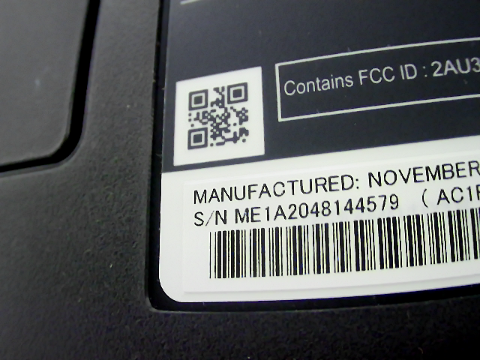 Contains FCC ID : 2AU3
MANUFACTURED: NOVEMBER
S/N ME1A2048144579 ( AC1